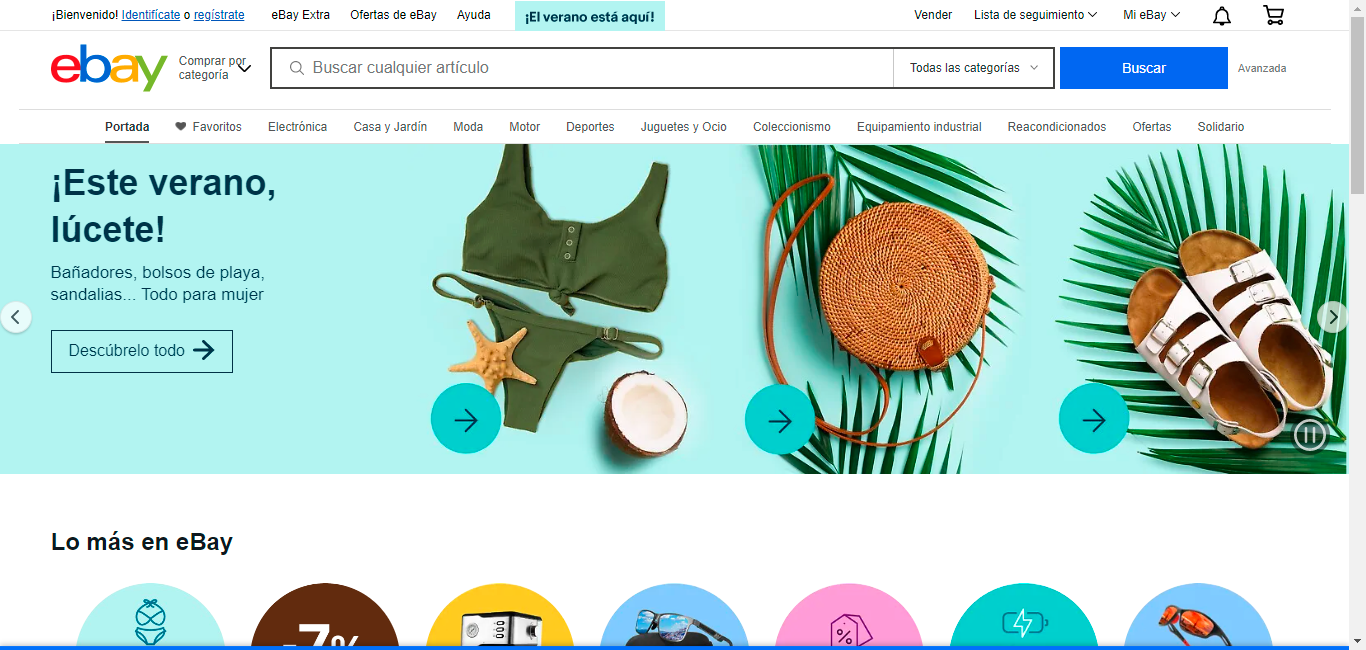 ¡Bienvenido! Identifícate o regístrate eBay Extra Ofertas de eBay Ayuda ¡El verano está aquí! Vender Lista de seguimiento Mi eBay
ebay
Comprar por
categoría
Buscar cualquier artículo Todas las categorías Buscar Avanzada
Portada Favoritos Electrónica Casa y Jardín Moda Motor Deportes Juguetes y Ocio Coleccionismo Equipamiento industrial Reacondicionados Ofertas Solidario
¡Este verano,
lúcete!
Bañadores, bolsos de playa,
sandalias... Todo para mujer
Descúbrelo todo
Lo más en eBay
-7%
%